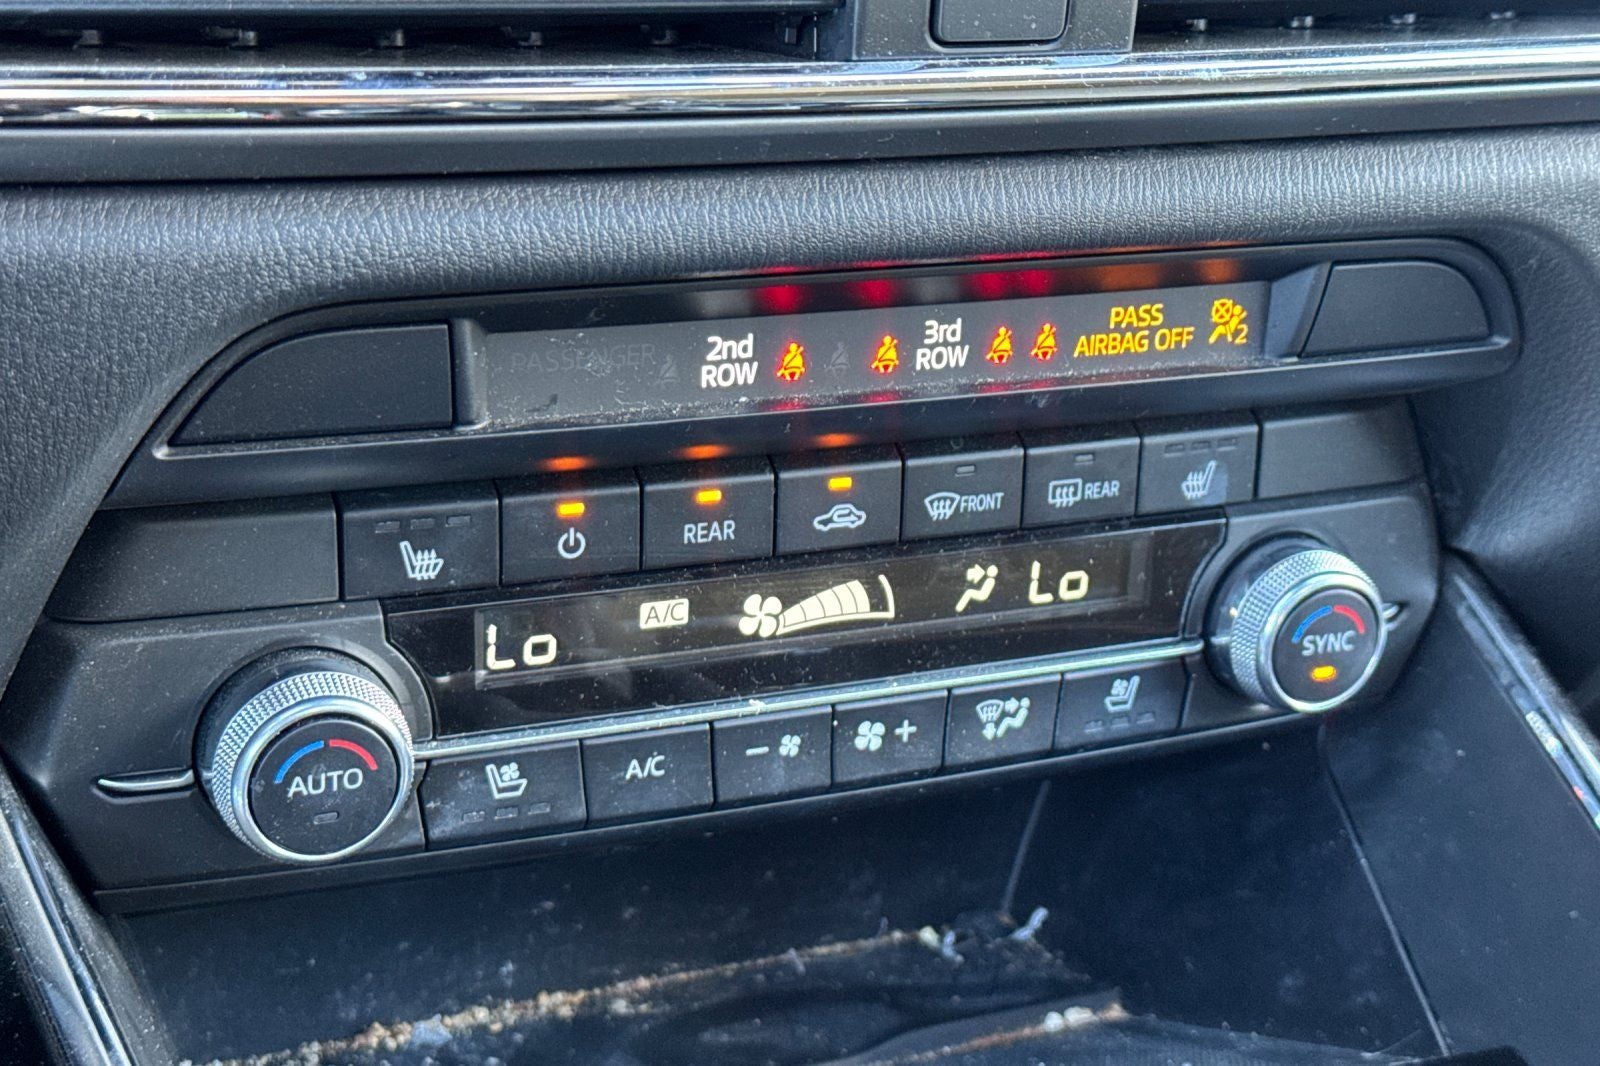 PASSENGER
2nd
ROW
3rd
ROW
PASS
AIRBAG OFF
2
REAR
FRONT
REAR
Lo
A/C
Lo
SYNC
AUTO
A/C
- 
+